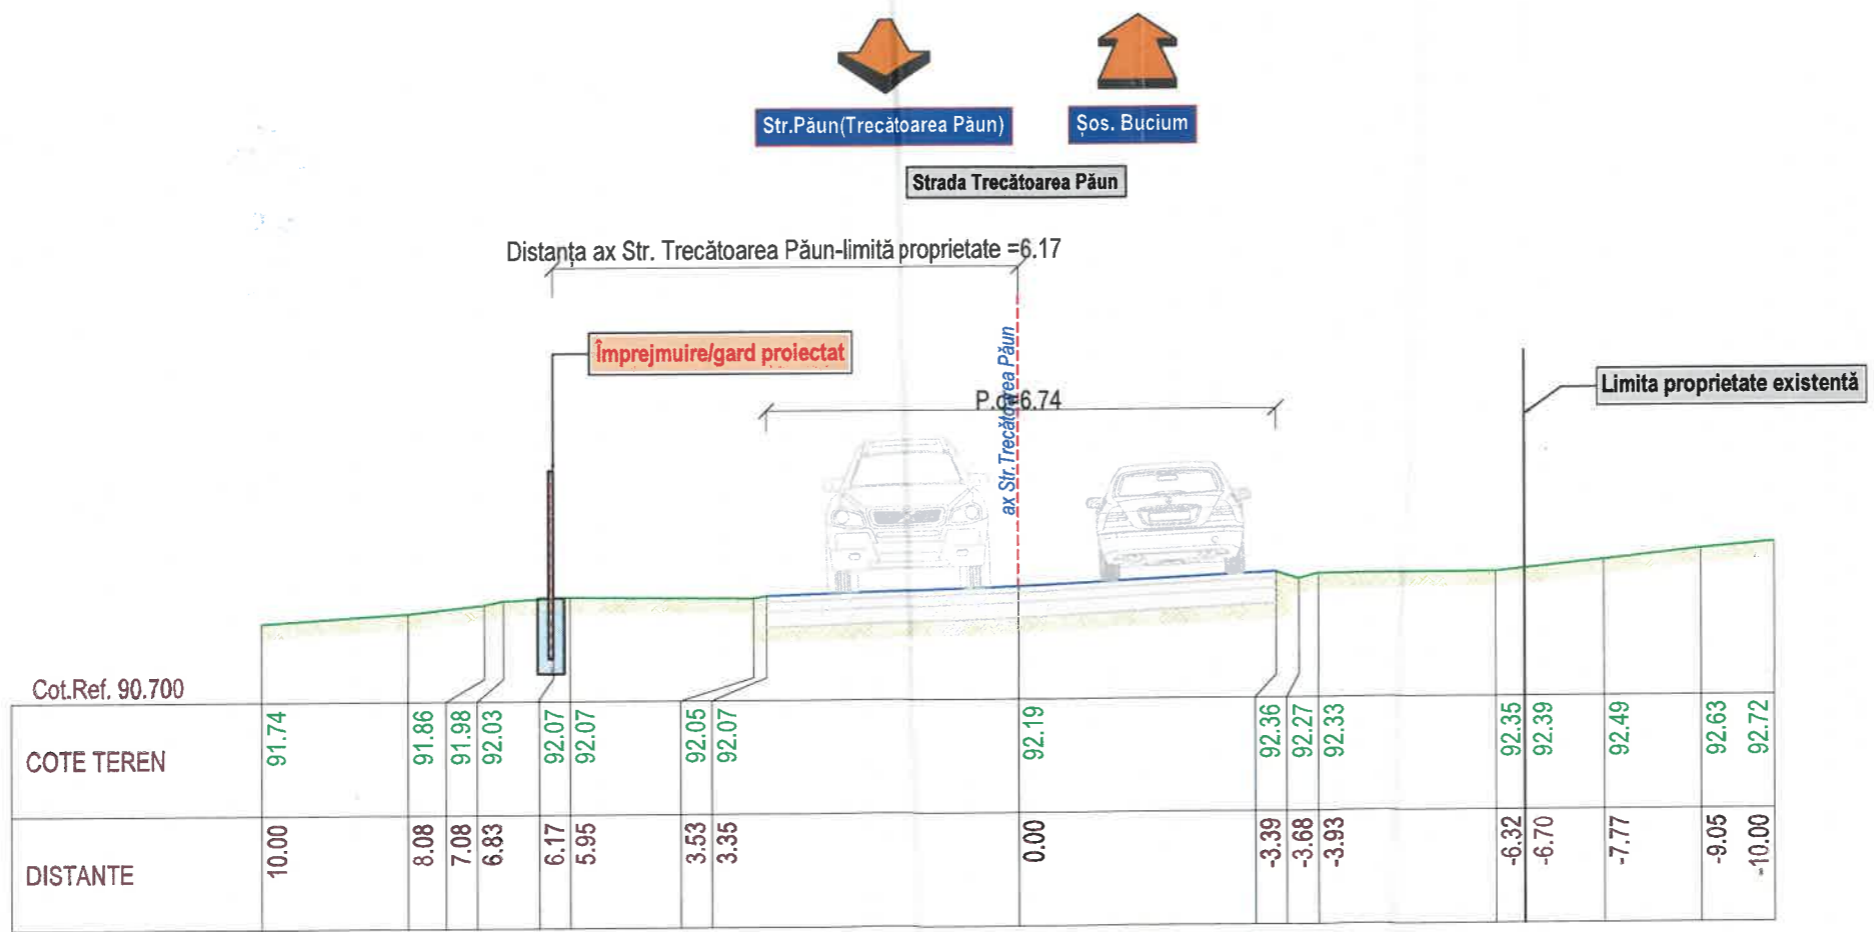 Str.Păun(Trecătoarea Păun)
Șos. Bucium
Strada Trecătoarea Păun
Distanța ax Str. Trecătoarea Păun-limită proprietate =6.17
Împrejmuire/gard proiectat
ax Str.Trecătoarea Păun
P.c=6.74
Limita proprietate existentă
Cot.Ref. 90.700
COTE TEREN 91.74 91.86 91.98 92.03 92.07 92.07 92.05 92.07 92.19 92.36 92.27 92.33 92.35 92.39 92.49 92.63 92.72
DISTANTE 10.00 8.08 7.08 6.83 6.17 5.95 3.53 3.35 0.00 -3.39 -3.68 -3.93 -6.32 -6.70 -7.77 -9.05 -10.00